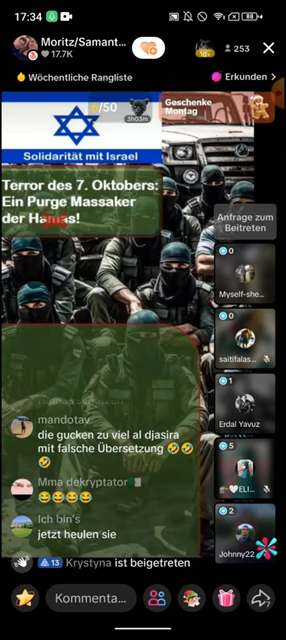 17:34
88
Moritz/Samant...
17.7K
253
Wöchentliche Rangliste
Erkunden >
/50
3h03m
Geschenke
Montag
Solidarität mit Israel
Terror des 7. Oktobers:
Ein Purge Massaker
der Hamas!
Anfrage zum
Beitreten
0
Myself-she...
0
saitifalas...
1
Erdal Yavuz
5
ELI...
2
Johnny22
mandotav
die gucken zu viel al djasira
mit falsche Übersetzung 🤣🤣
🤣
Mma dekryptator
😂😂😂😂
Ich bin's
jetzt heulen sie
13 Krystyna ist beigetreten
Kommenta...
7